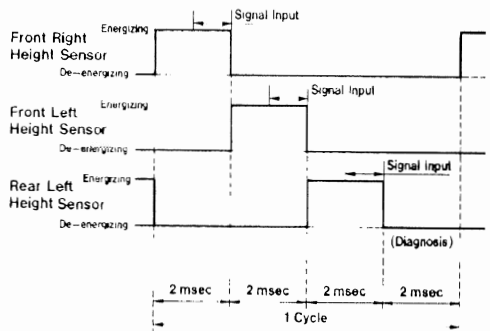 Front Right
Height Sensor
Energizing
De-energizing
Signal Input
Front Left
Height Sensor
Energizing
De-energizing
Signal Input
Rear Left
Height Sensor
Energizing
De-energizing
Signal Input
(Diagnosis)
2 msec 2 msec 2 msec 2 msec
1 Cycle